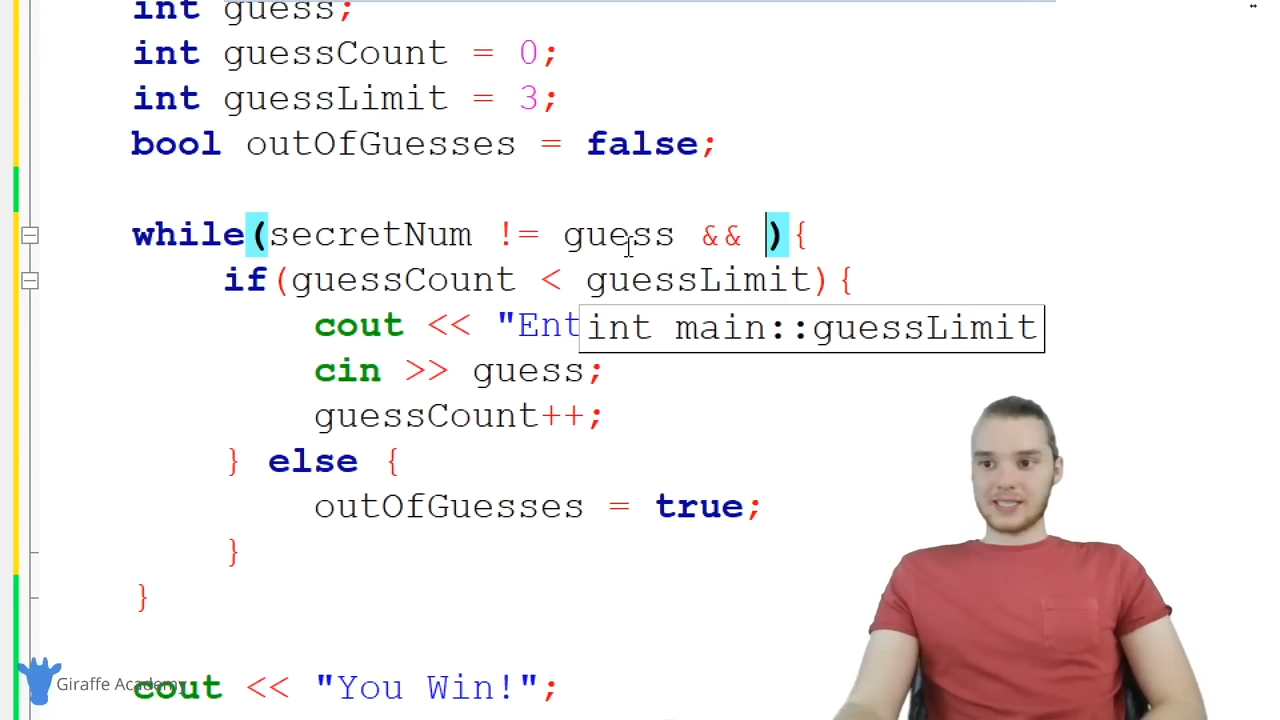 int guess;
int guessCount = 0;
int guessLimit = 3;
bool outOfGuesses = false;
while(secretNum != guess && ){
if(guessCount < guessLimit){
cout << "Ent
int main::guessLimit
cin >> guess;
guessCount++;
} else {
outOfGuesses = true;
}
}
cout << "You Win!";
Giraffe Academy